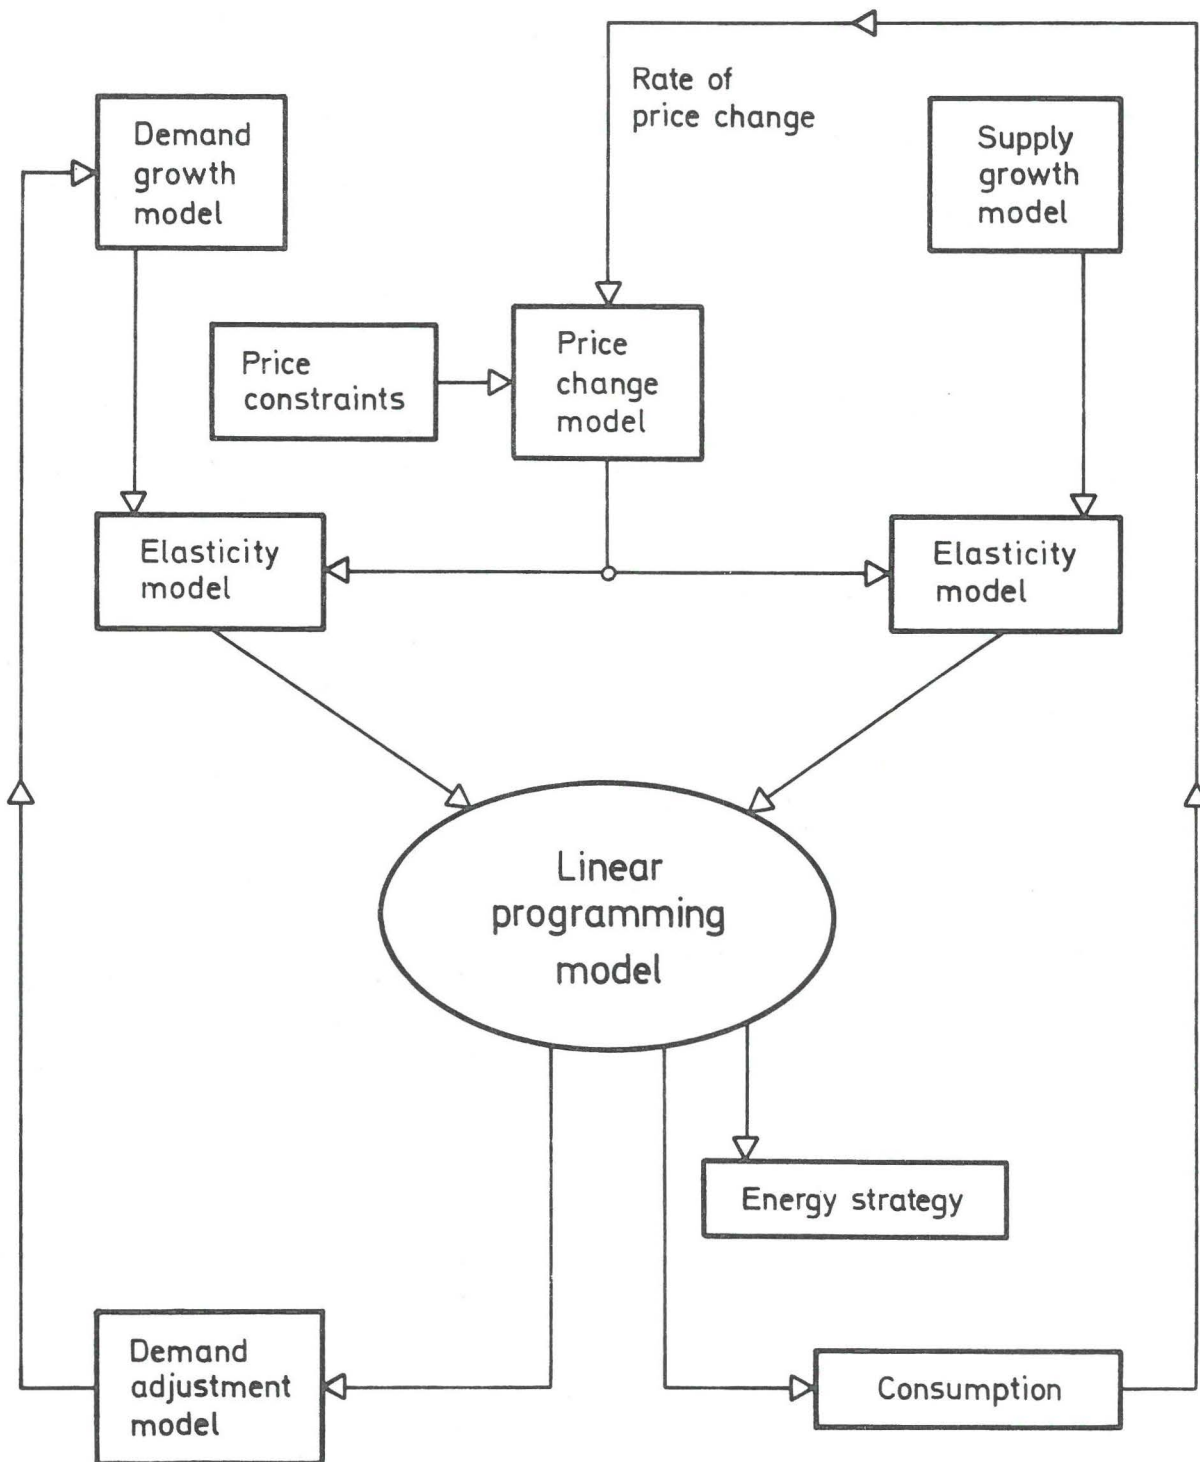 Rate of
price change
Demand
growth
model
Supply
growth
model
Price
constraints
Price
change
model
Elasticity
model
Elasticity
model
Linear
programming
model
Energy strategy
Demand
adjustment
model
Consumption